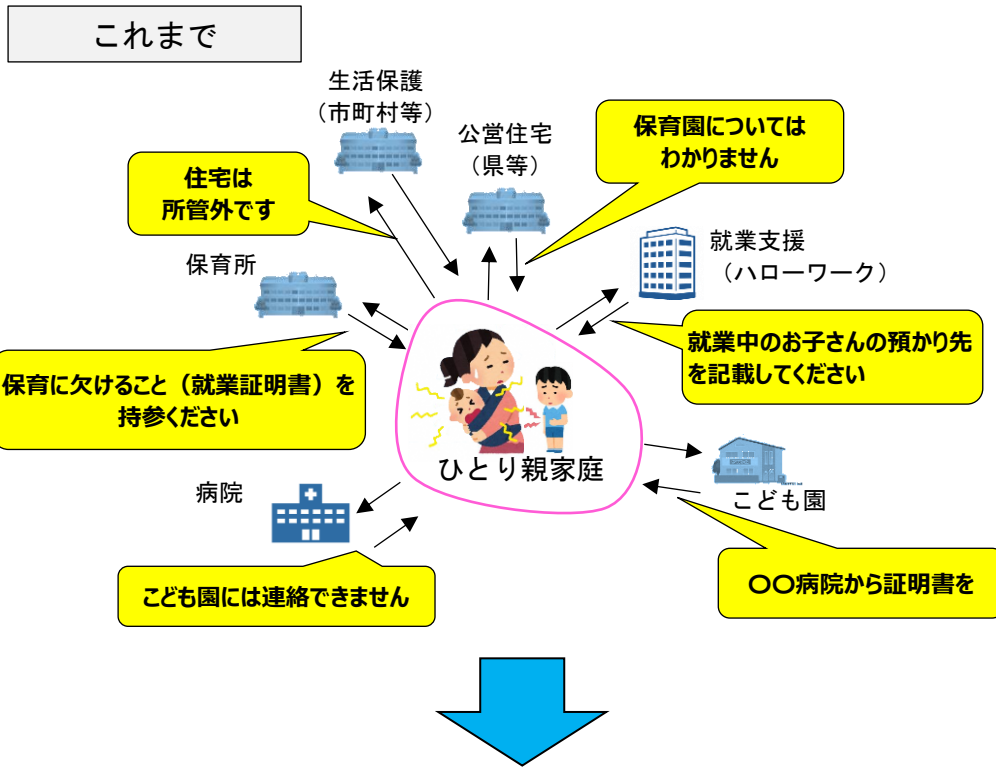 これまで
生活保護
（市町村等）
公営住宅
（県等）
保育園については
わかりません
住宅は
所管外です
就業支援
（ハローワーク）
保育所
就業中のお子さんの預かり先
を記載してください
保育に欠けること（就業証明書）を
持参ください
ひとり親家庭
病院
こども園
こども園には連絡できません
〇〇病院から証明書を